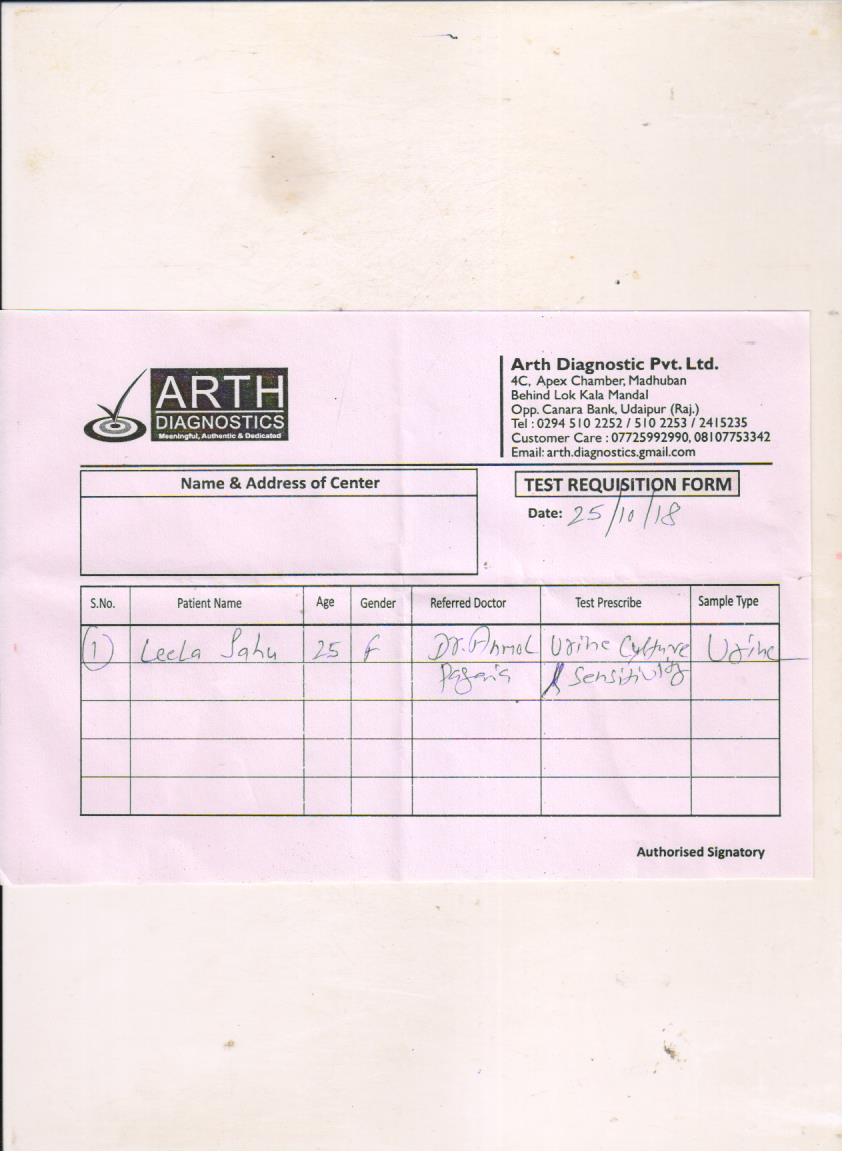 ARTH
DIAGNOSTICS
Meaningful, Authentic & Dedicated
Arth Diagnostic Pvt. Ltd.
4C, Apex Chamber, Madhuban
Behind Lok Kala Mandal
Opp. Canara Bank, Udaipur (Raj.)
Tel : 0294 510 2252 / 510 2253 / 2415235
Customer Care : 07725992990, 08107753342
Email: arth.diagnostics.gmail.com
Name & Address of Center
TEST REQUISITION FORM
Date: 25/10/18
S.No. Patient Name Age Gender Referred Doctor Test Prescribe Sample Type
1 Leela Sahu 25 F Dr. Anmol Urine Culture Urine
Pagaria & Sensitivity
Authorised Signatory